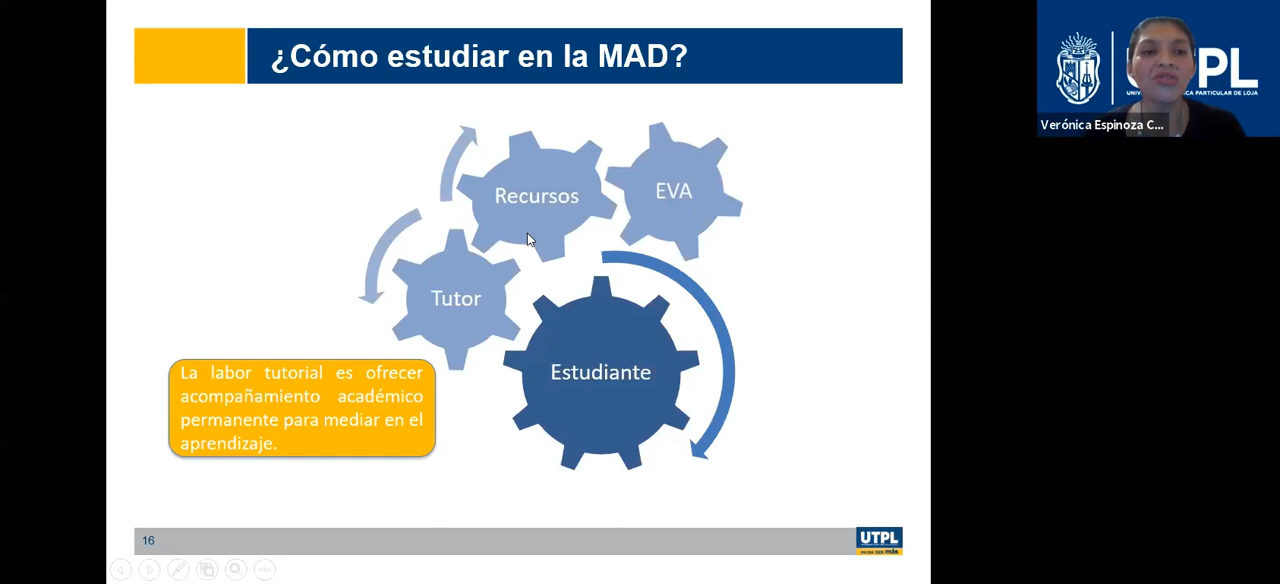 ¿Cómo estudiar en la MAD?
Recursos
EVA
Tutor
Estudiante
La labor tutorial es ofrecer
acompañamiento académico
permanente para mediar en el
aprendizaje.
16
UTPL
Verónica Espinoza C...